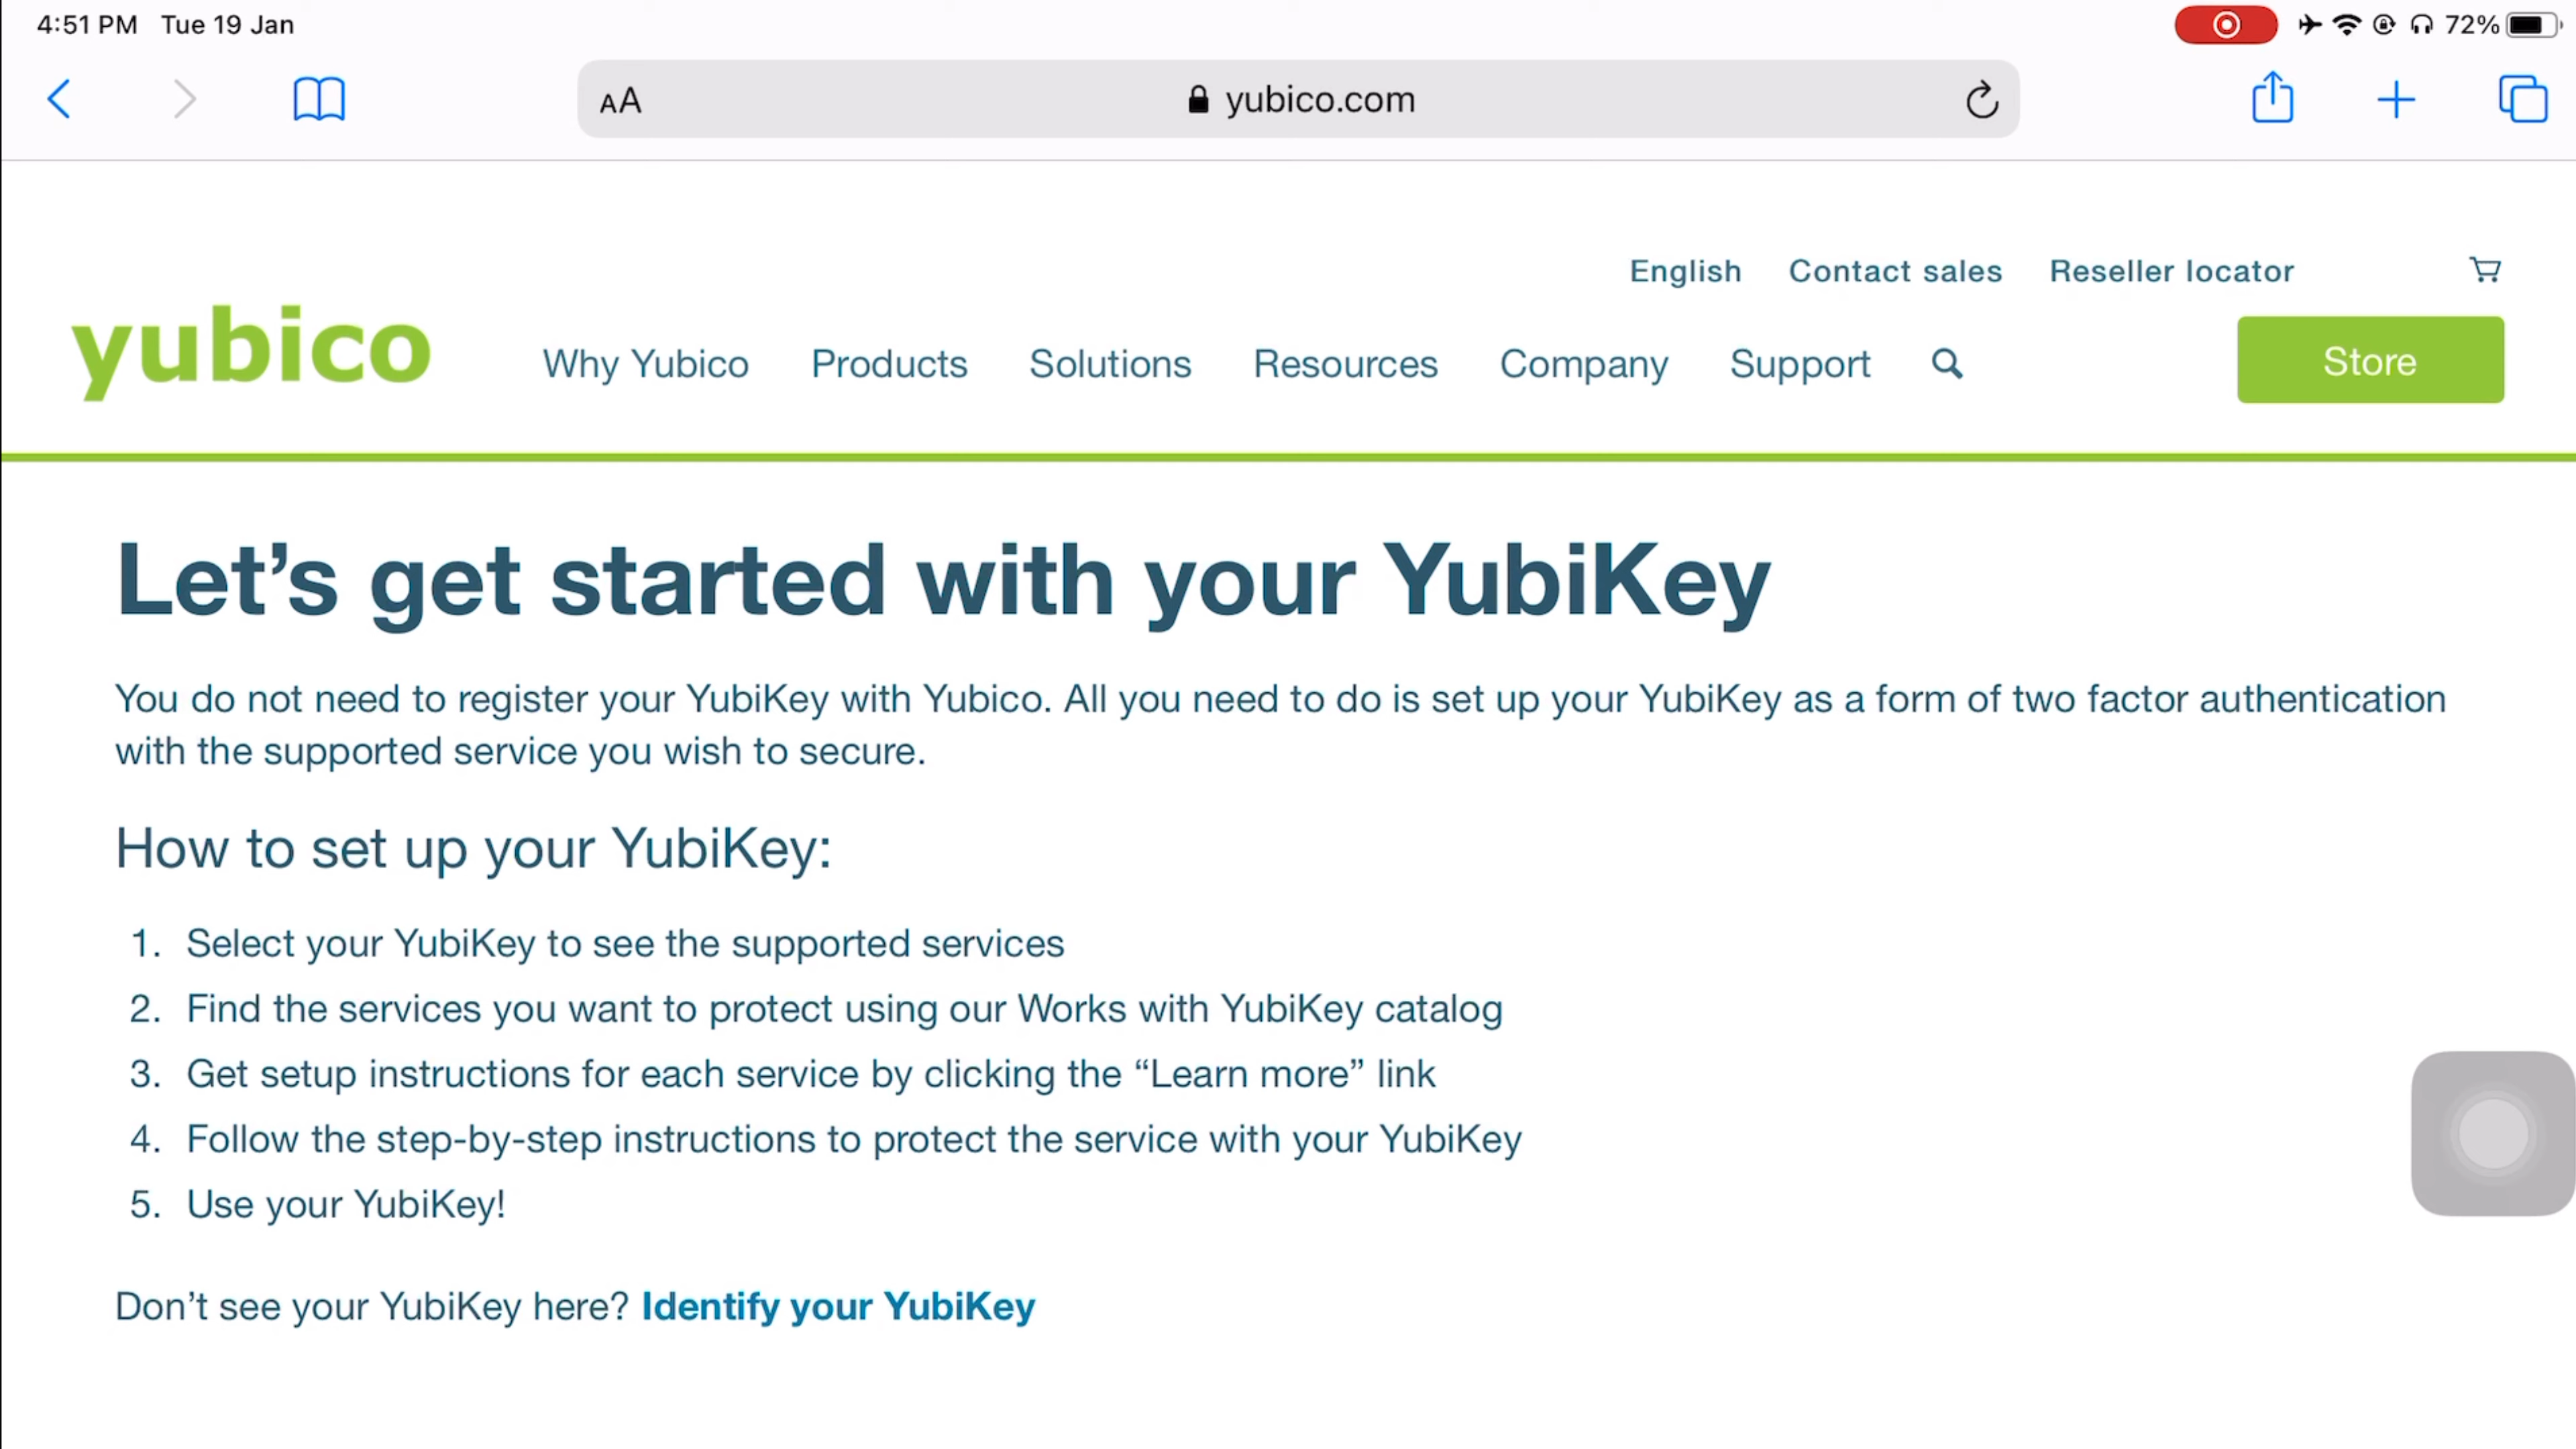 4:51 PM Tue 19 Jan
72%
AA
yubico.com
English Contact sales Reseller locator
yubico
Why Yubico Products Solutions Resources Company Support
Store
Let’s get started with your YubiKey
You do not need to register your YubiKey with Yubico. All you need to do is set up your YubiKey as a form of two factor authentication
with the supported service you wish to secure.
How to set up your YubiKey:
1. Select your YubiKey to see the supported services
2. Find the services you want to protect using our Works with YubiKey catalog
3. Get setup instructions for each service by clicking the “Learn more” link
4. Follow the step-by-step instructions to protect the service with your YubiKey
5. Use your YubiKey!
Don’t see your YubiKey here? Identify your YubiKey